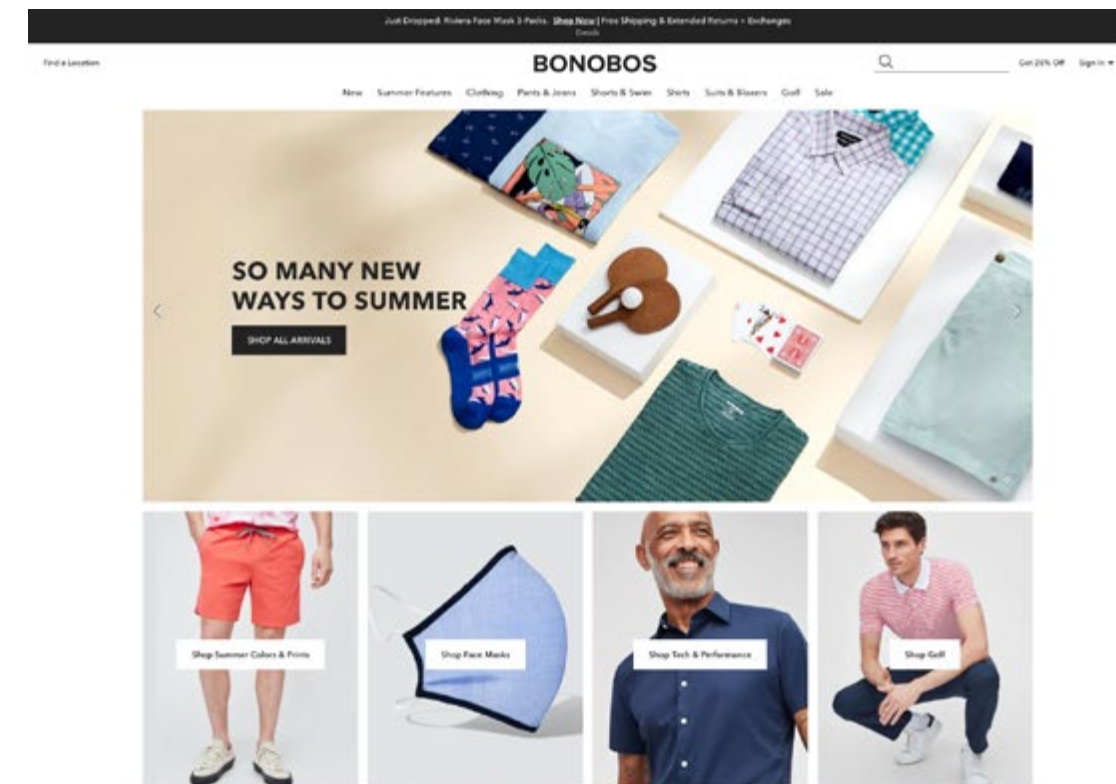 Just Dropped: Riviera Face Mask 3-Packs. Shop Now | Free Shipping & Extended Returns + Exchanges
Details
Find a Location
BONOBOS
Get 20% Off
Sign In
New Summer Features Clothing Pants & Jeans Shorts & Swim Shirts Suits & Blazers Golf Sale
SO MANY NEW
WAYS TO SUMMER
SHOP ALL ARRIVALS
Shop Summer Colors & Prints
Shop Face Masks
Shop Tech & Performance
Shop Golf